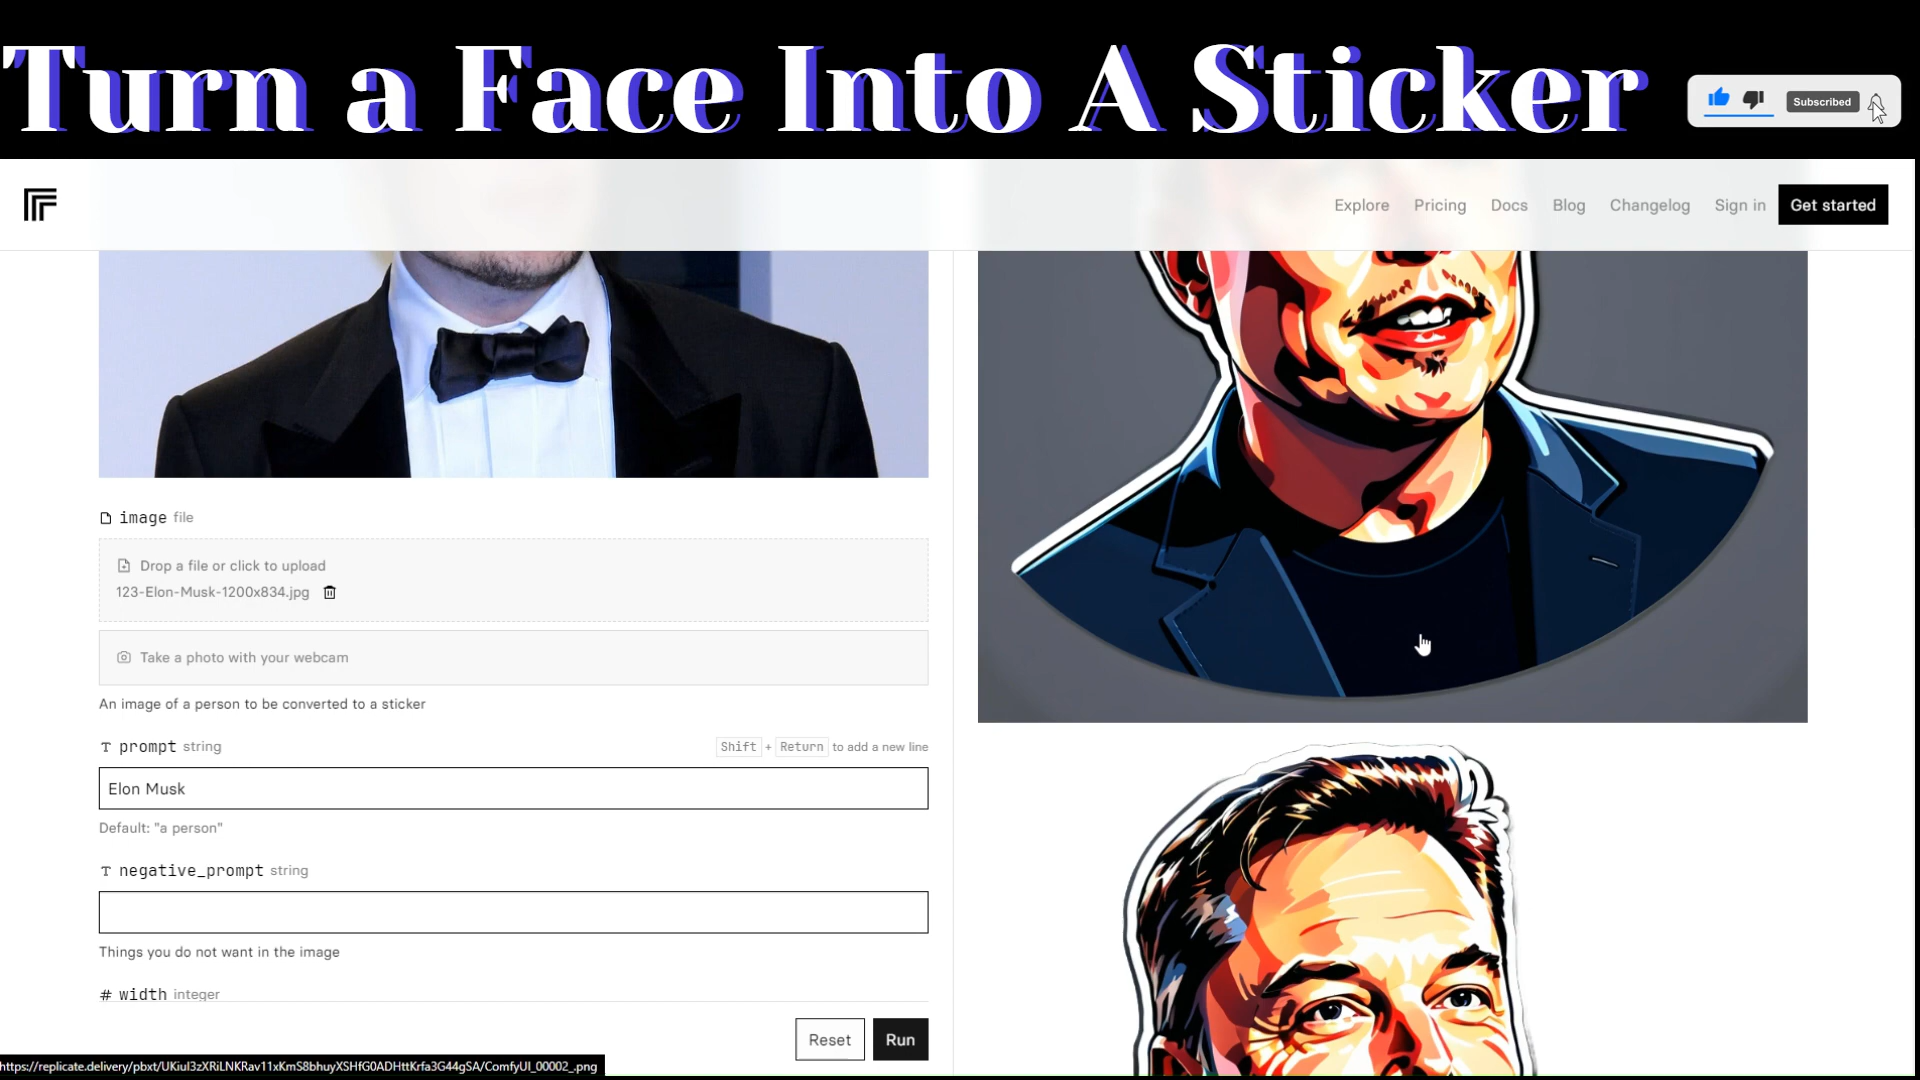 Turn a Face Into A Sticker
Subscribed
Explore Pricing Docs Blog Changelog Sign in Get started
image file
Drop a file or click to upload
123-Elon-Musk-1200x834.jpg
Take a photo with your webcam
An image of a person to be converted to a sticker
prompt string Shift + Return to add a new line
Elon Musk
Default: "a person"
negative_prompt string
Things you do not want in the image
# width integer
Reset Run
https://replicate.delivery/pbxt/UKiuI3zXRiLNKRav11xKmS8bhuyXSHfG0ADHttKrfa3G44gSA/ComfyUI_00002_.png